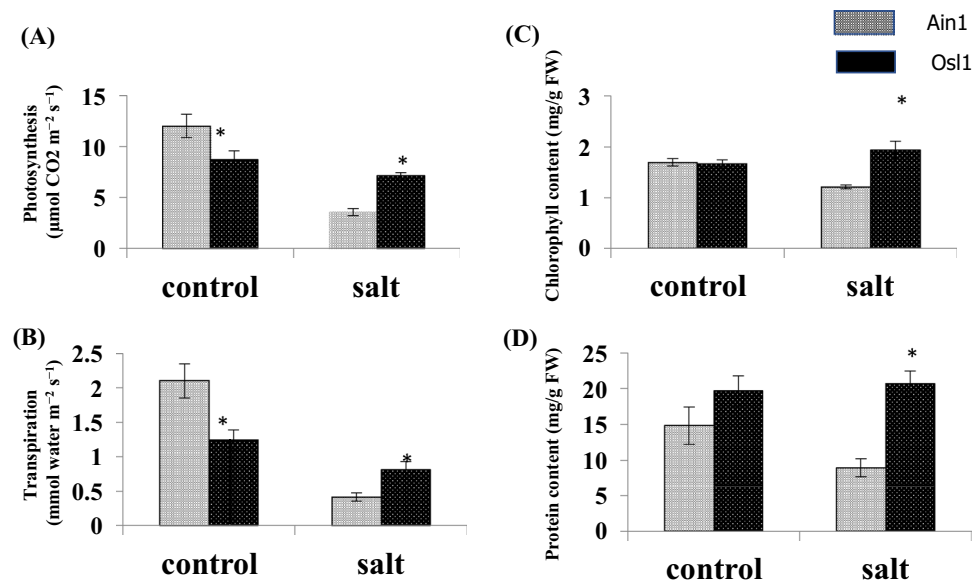 (A)
Photosynthesis
(µmol CO2 m⁻² s⁻¹)
15
10
5
0
*
*
control
salt
(C)
Ain1
Osl1
Chlorophyll content (mg/g FW)
3
2
1
0
*
control
salt
(B)
Transpiration
(mmol water m⁻² s⁻¹)
2.5
2
1.5
1
0.5
0
*
*
control
salt
(D)
Protein content (mg/g FW)
25
20
15
10
5
0
*
control
salt